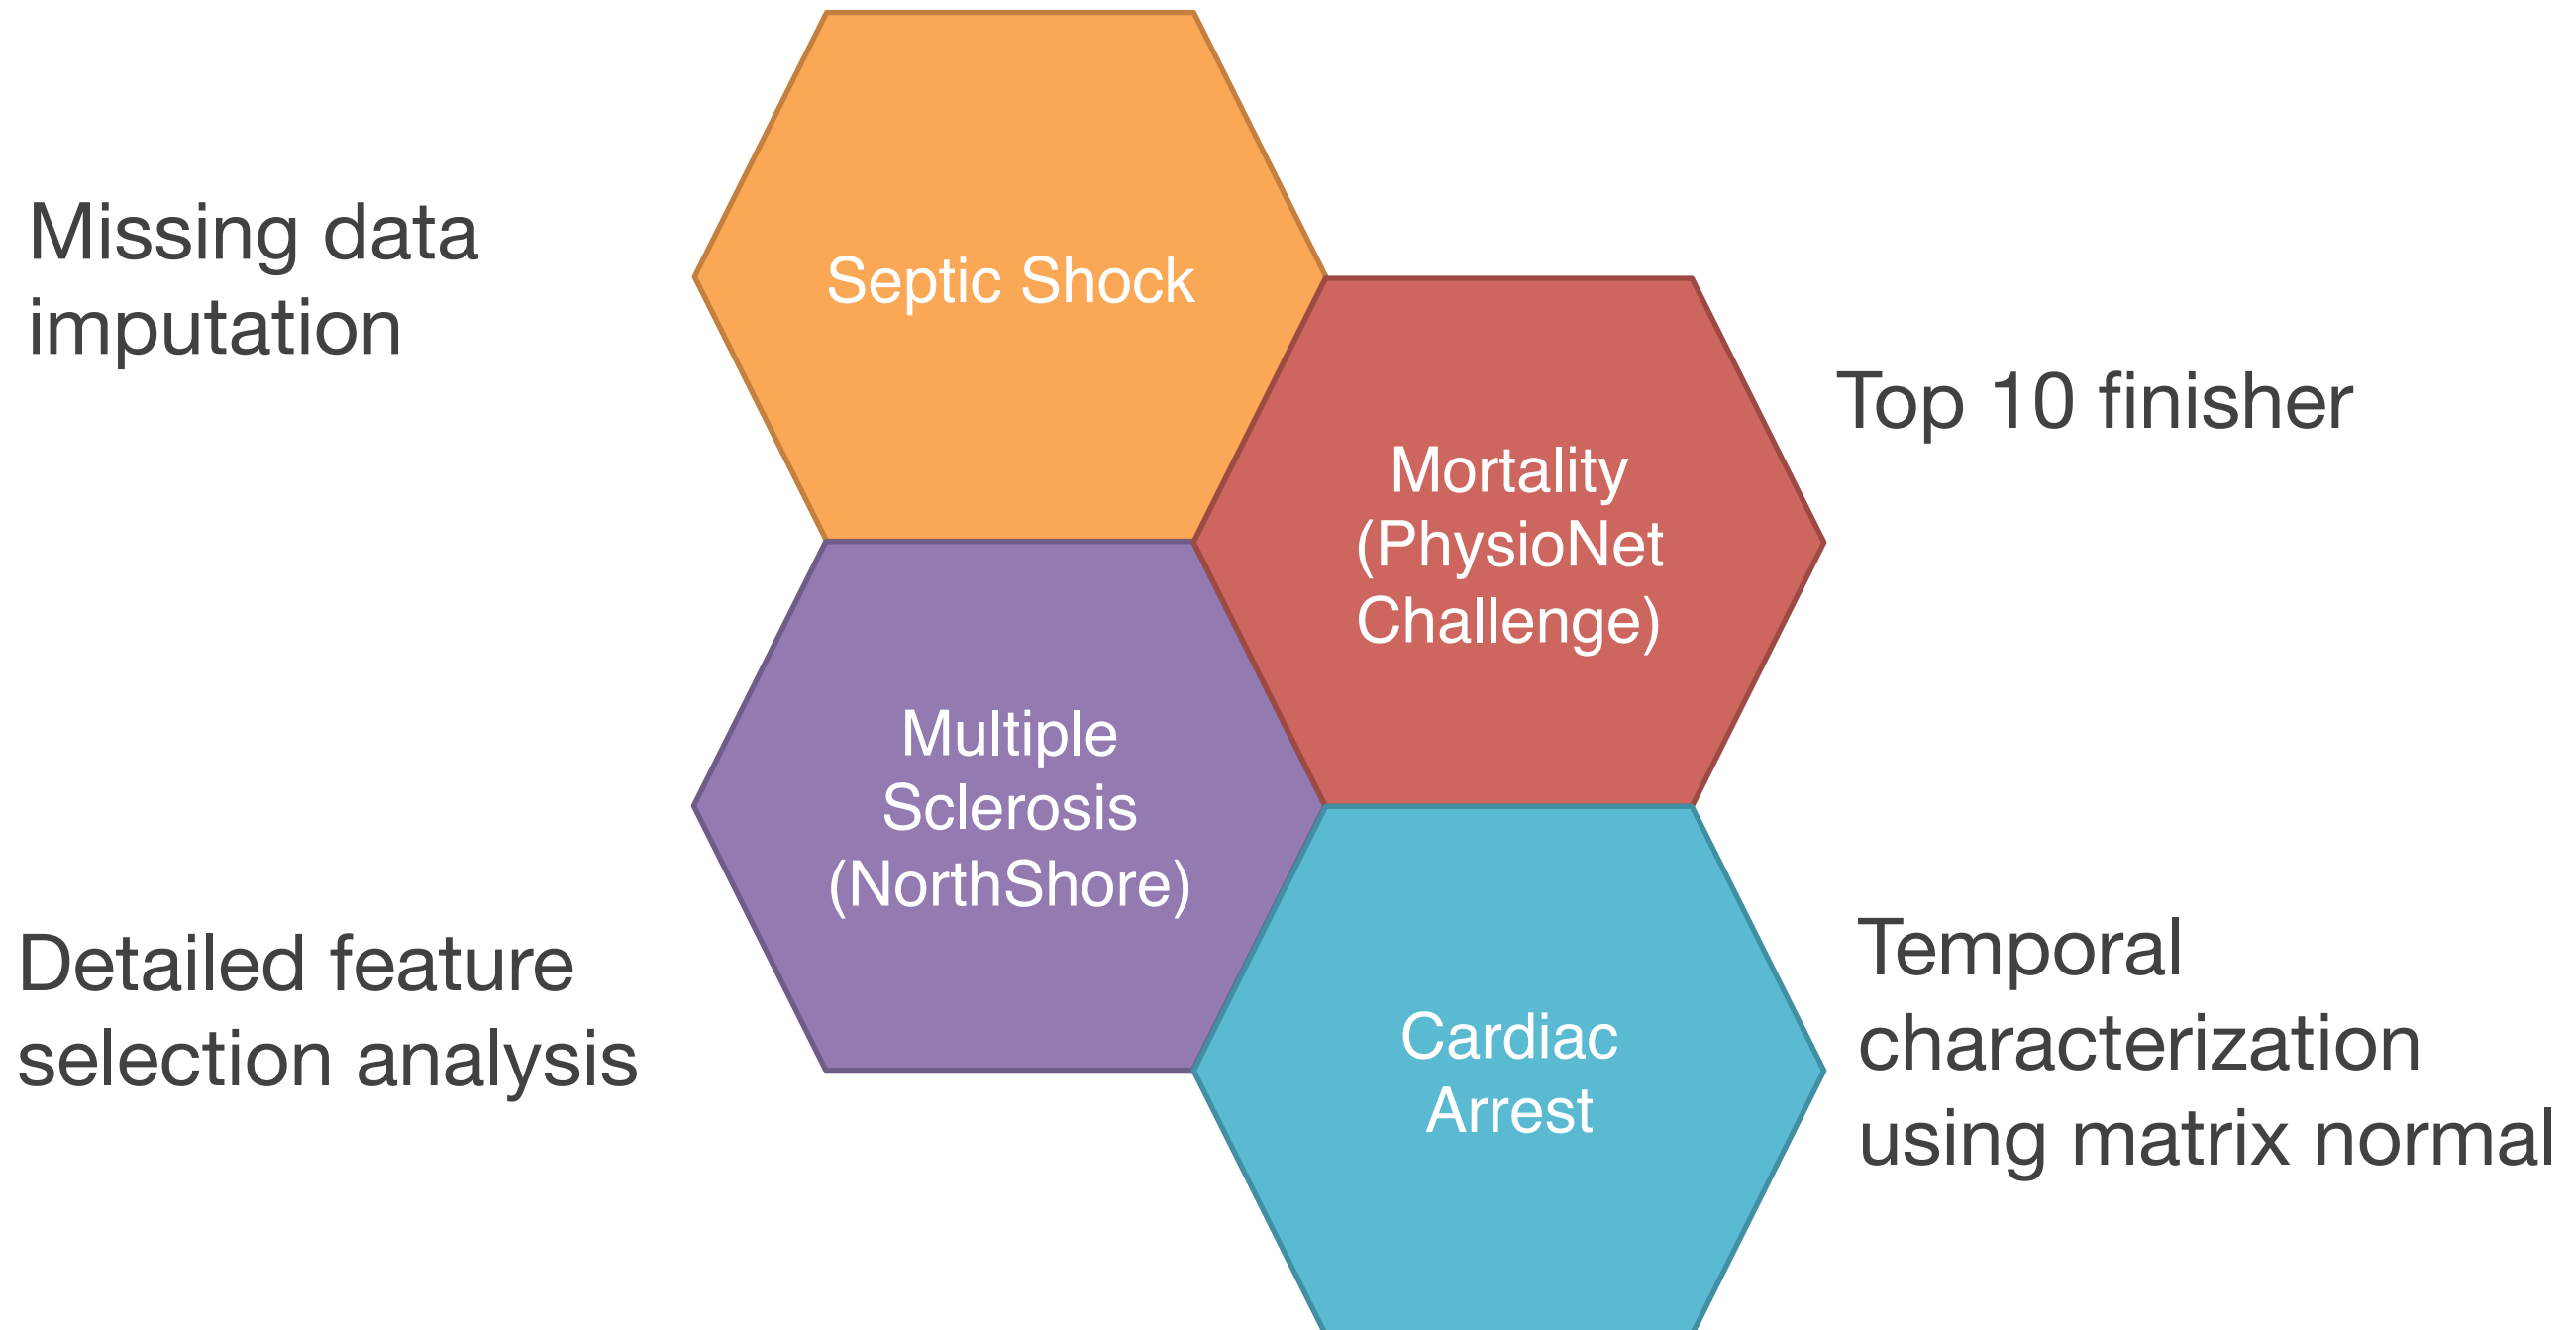 Missing data
imputation
Septic Shock
Top 10 finisher
Mortality
(PhysioNet
Challenge)
Multiple
Sclerosis
(NorthShore)
Detailed feature
selection analysis
Cardiac
Arrest
Temporal
characterization
using matrix normal